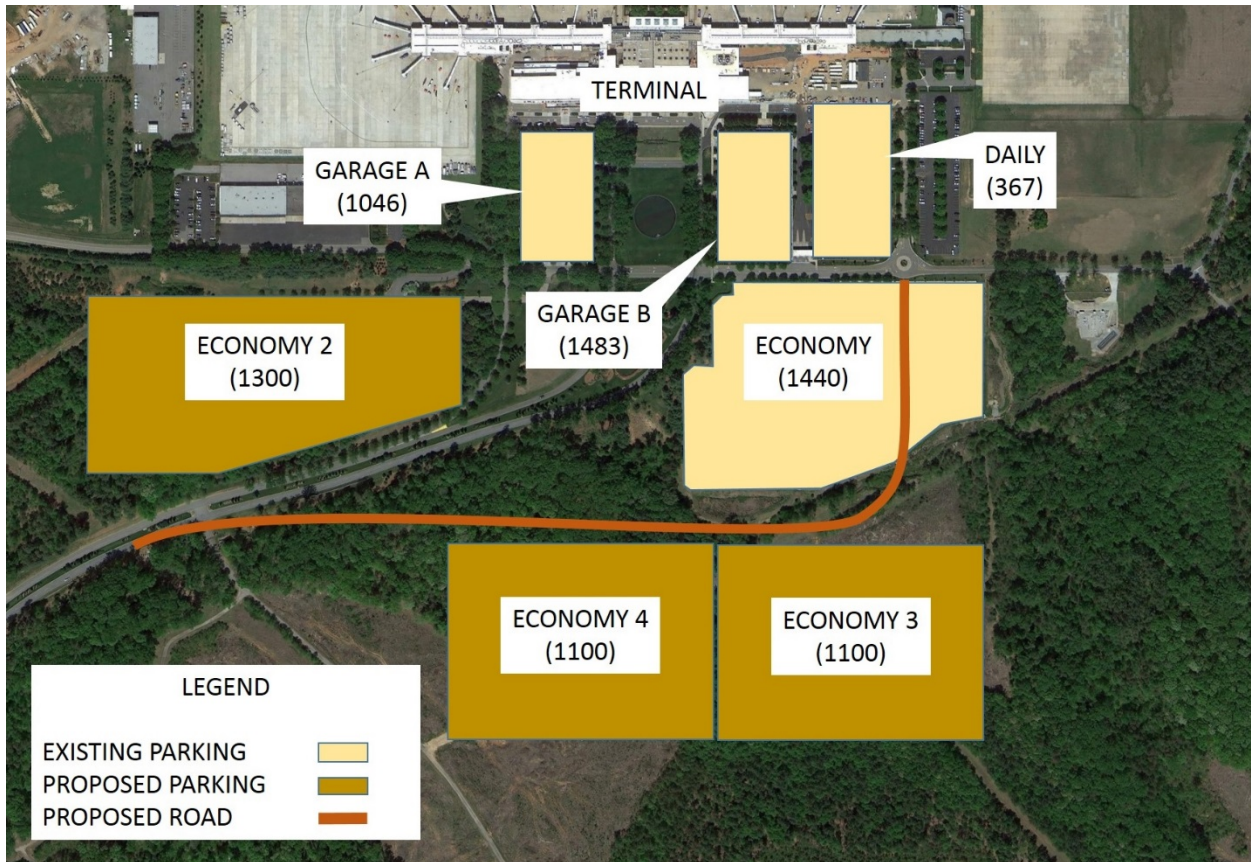 TERMINAL
GARAGE A
(1046)
DAILY
(367)
GARAGE B
(1483)
ECONOMY 2
(1300)
ECONOMY
(1440)
ECONOMY 4
(1100)
ECONOMY 3
(1100)
LEGEND
EXISTING PARKING
PROPOSED PARKING
PROPOSED ROAD